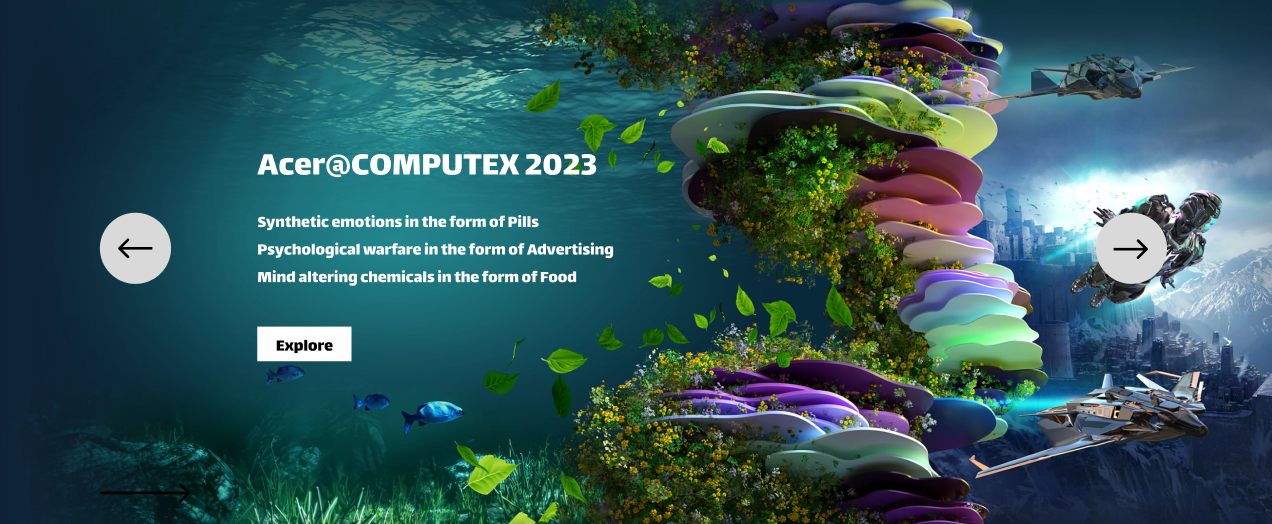 Acer@COMPUTEX 2023
Synthetic emotions in the form of Pills
Psychological warfare in the form of Advertising
Mind altering chemicals in the form of Food
Explore